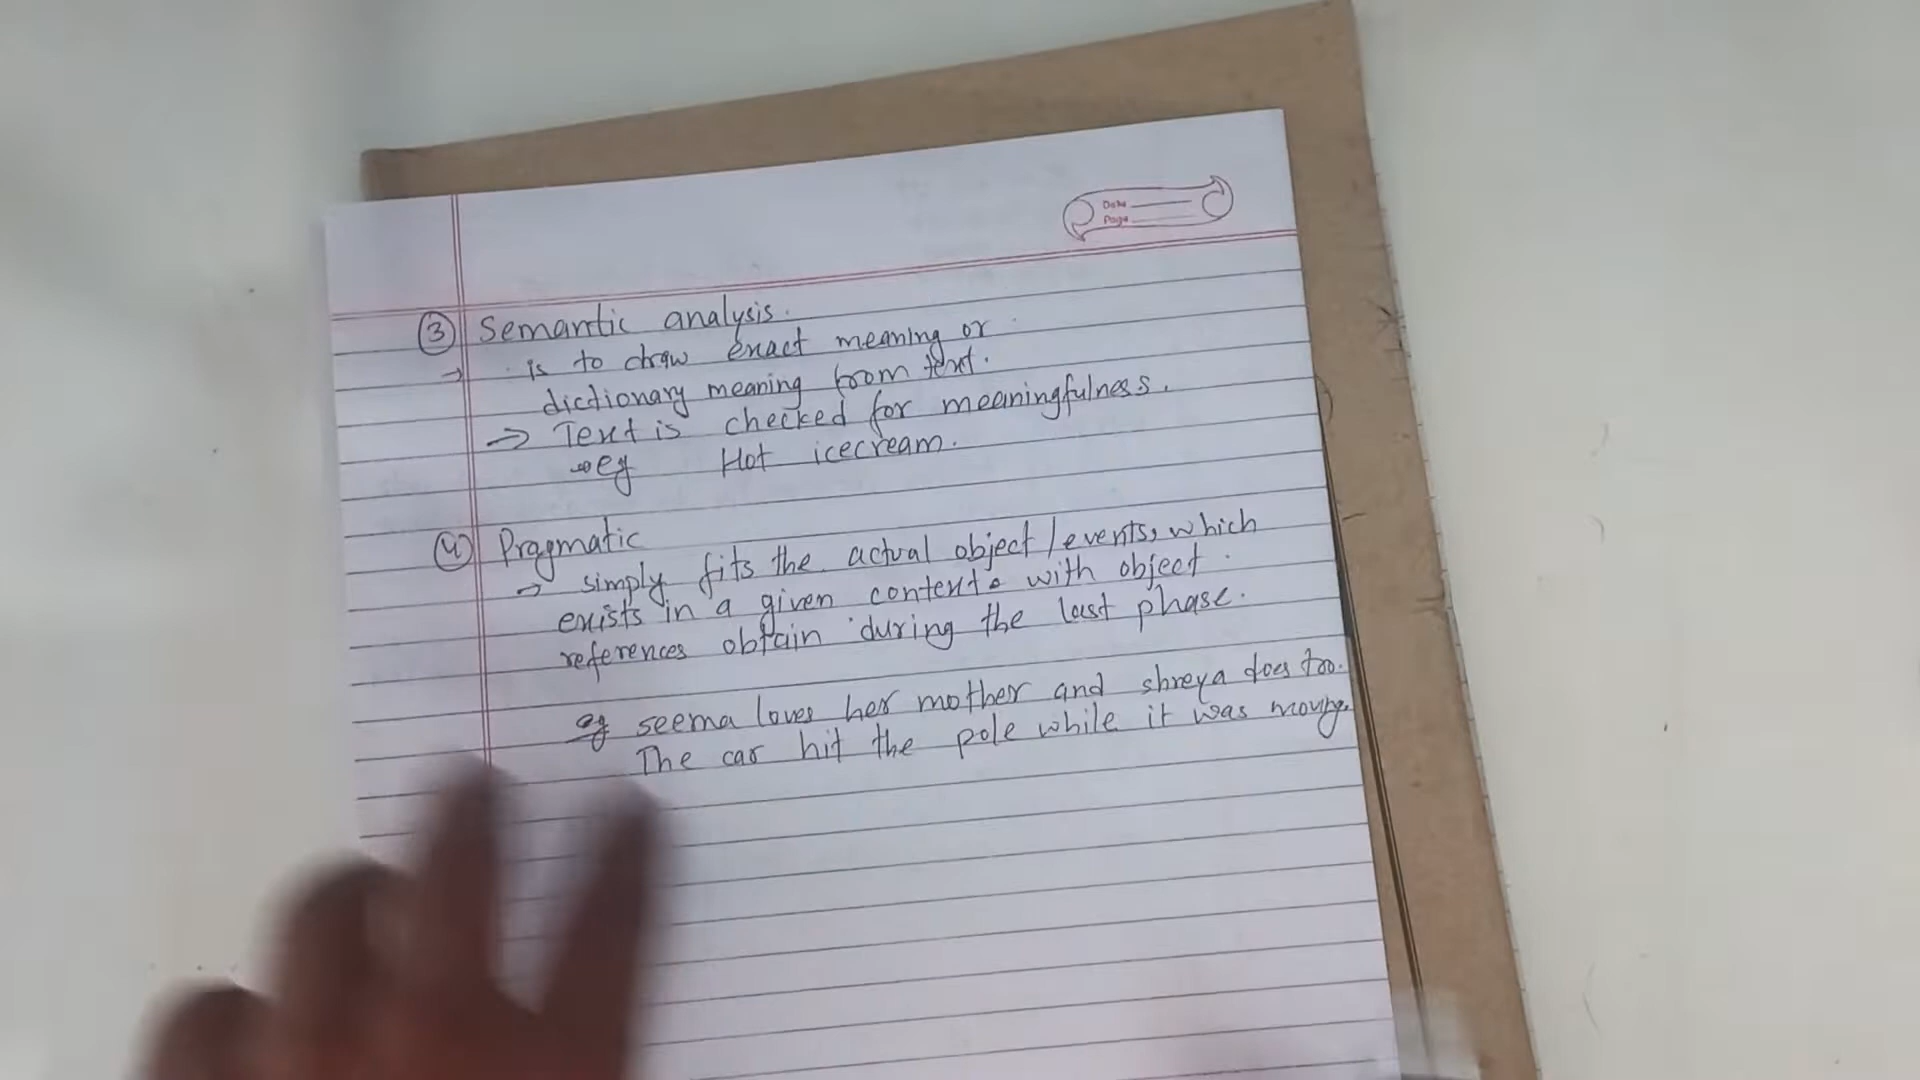 Date
Page
③ Semantic analysis.
→ is to draw exact meaning or
dictionary meaning from text.
→ Text is checked for meaningfulness.
eg Hot icecream.
④ Pragmatic
→ simply fits the actual object / events, which
exists in a given context with object
references obtain during the last phase.
eg seema loves her mother and shreya does too.
The car hit the pole while it was moving.